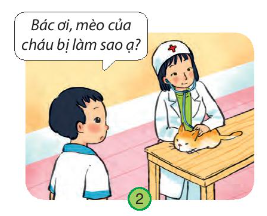 Bác ơi, mèo của
cháu bị làm sao ạ?
2